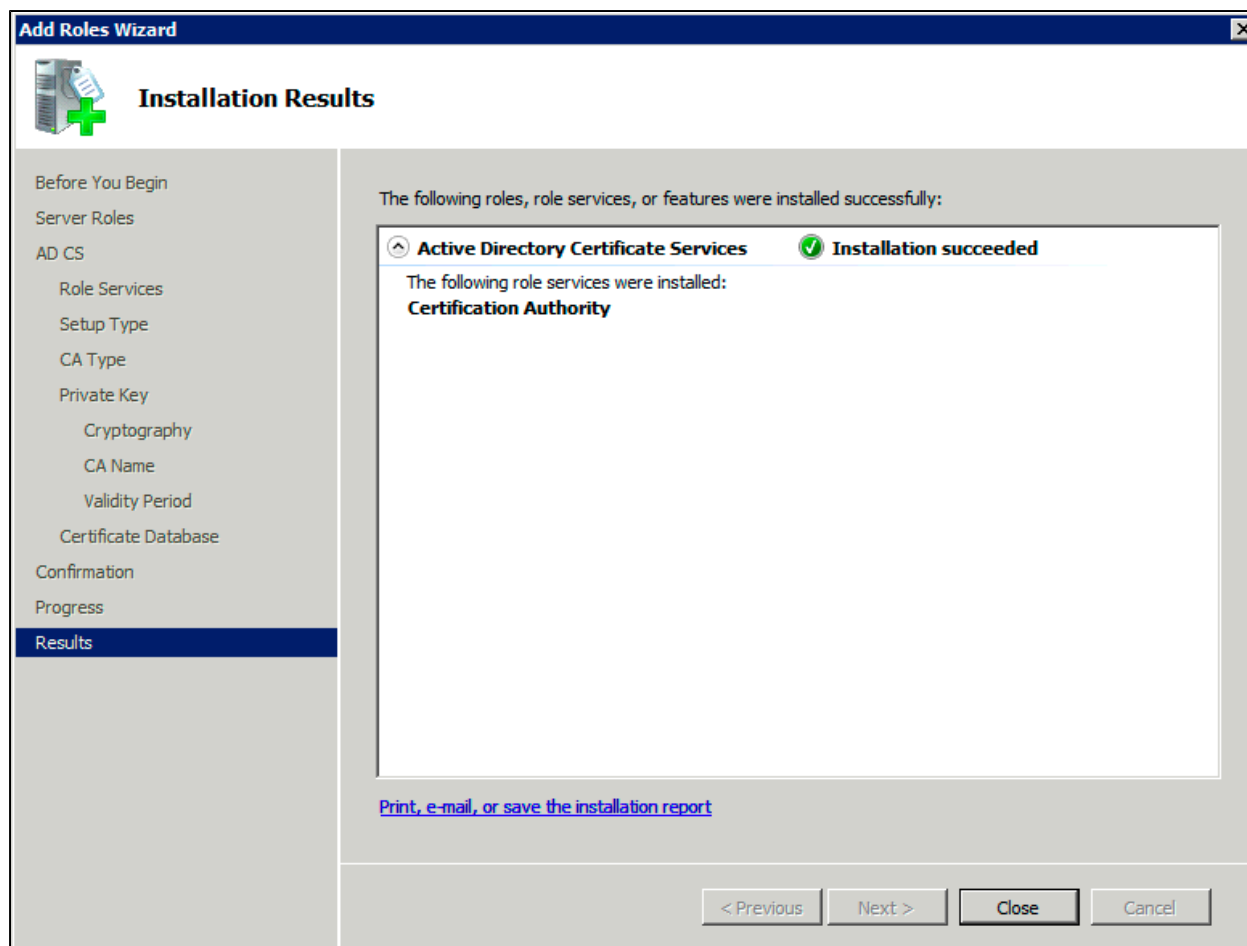 Add Roles Wizard
Installation Results
Before You Begin
Server Roles
AD CS
Role Services
Setup Type
CA Type
Private Key
Cryptography
CA Name
Validity Period
Certificate Database
Confirmation
Progress
Results
The following roles, role services, or features were installed successfully:
Active Directory Certificate Services Installation succeeded
The following role services were installed:
Certification Authority
Print, e-mail, or save the installation report
< Previous Next > Close Cancel